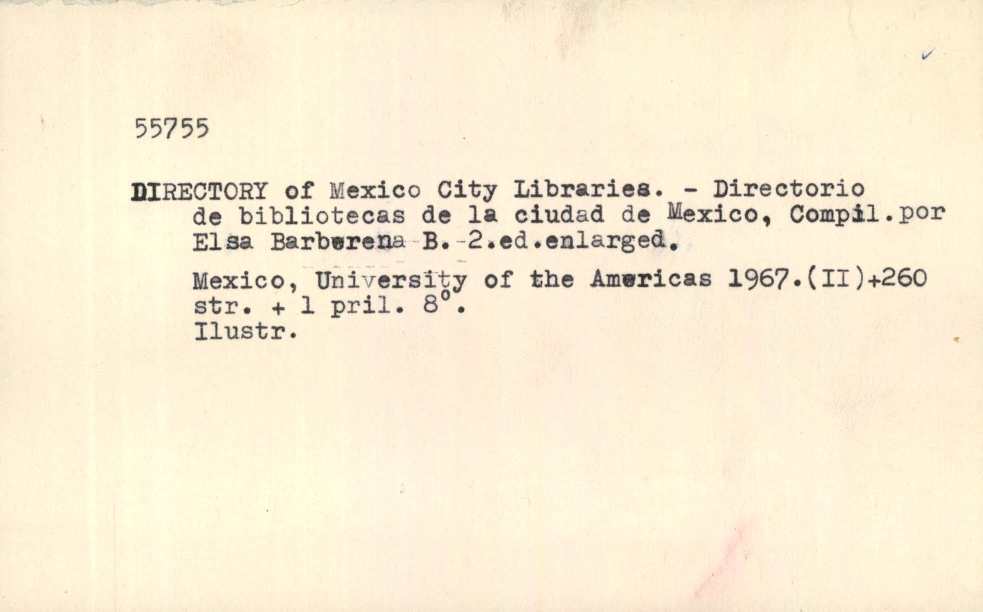 55755
DIRECTORY of Mexico City Libraries. - Directorio
de bibliotecas de la ciudad de Mexico, Compil.por
Elsa Barberena B.-2.ed.enlarged.
Mexico, University of the Americas 1967.(II)+260
str. + 1 pril. 8°.
Ilustr.